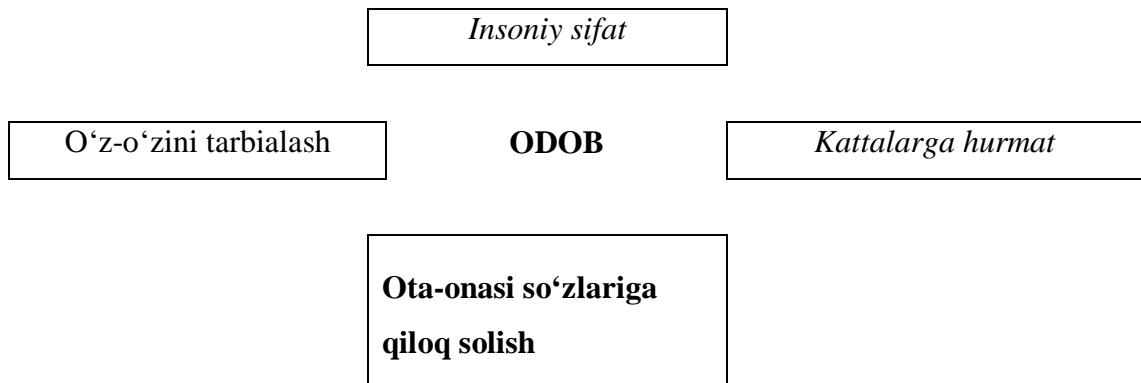 Insoniy sifat
O‘z-o‘zini tarbialash
ODOB
Kattalarga hurmat
Ota-onasi so‘zlariga
qiloq solish